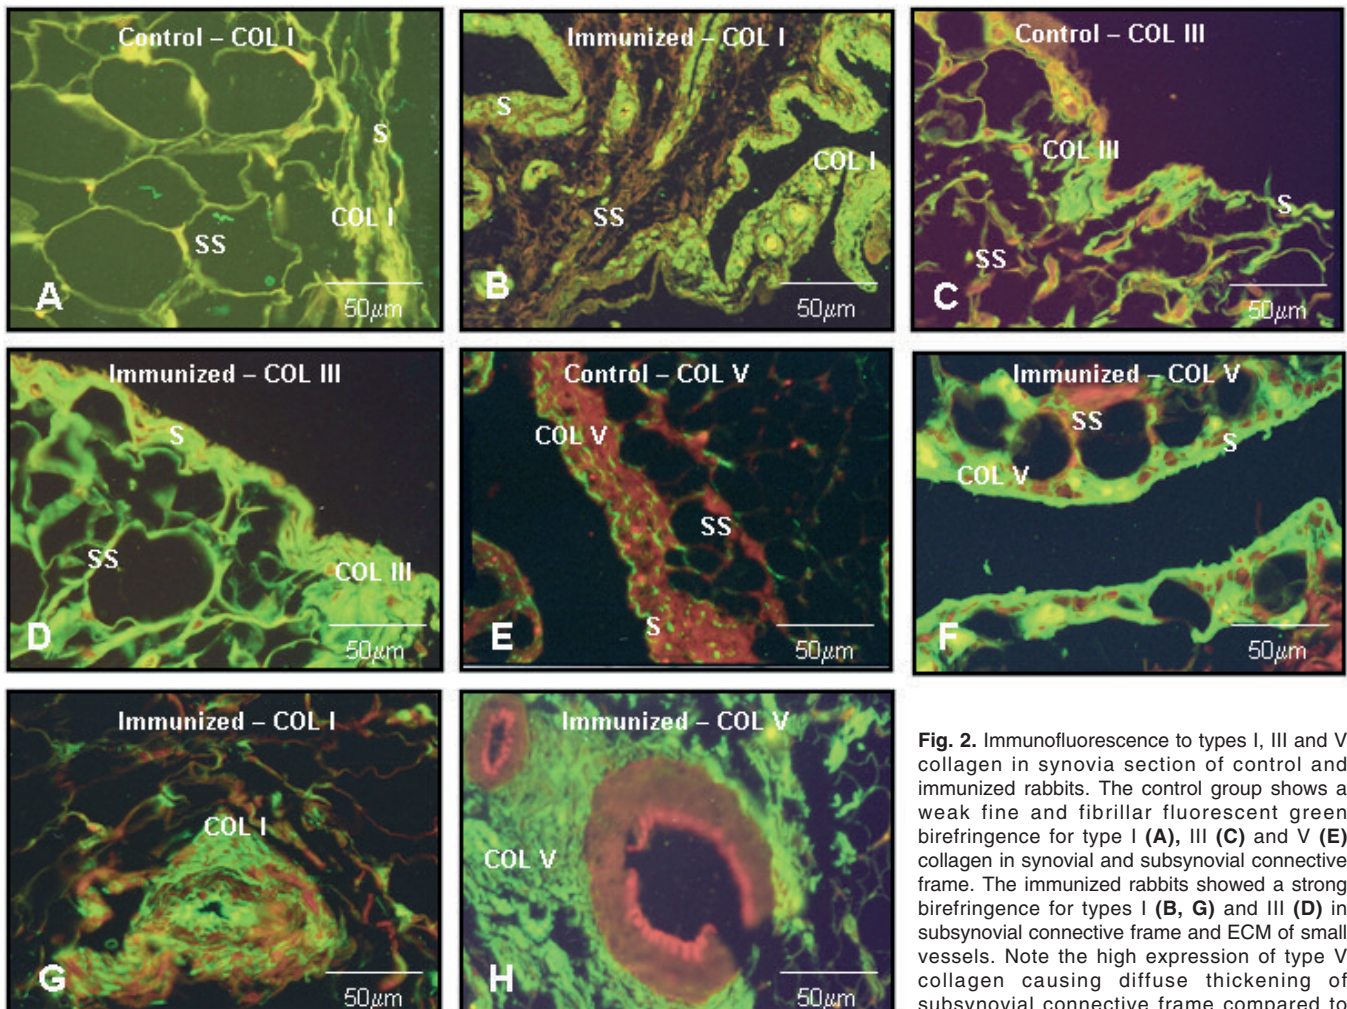 Control – COL I
S
COL I
SS
A
50µm
Immunized – COL I
S
COL I
SS
B
50µm
Control – COL III
COL III
S
SS
C
50µm
Immunized – COL III
S
SS
COL III
D
50µm
Control – COL V
COL V
SS
S
E
50µm
Immunized – COL V
SS
S
COL V
F
50µm
Immunized – COL I
COL I
G
50µm
Immunized – COL V
COL V
H
50µm
Fig. 2. Immunofluorescence to types I, III and V
collagen in synovia section of control and
immunized rabbits. The control group shows a
weak fine and fibrillar fluorescent green
birefringence for type I (A), III (C) and V (E)
collagen in synovial and subsynovial connective
frame. The immunized rabbits showed a strong
birefringence for types I (B, G) and III (D) in
subsynovial connective frame and ECM of small
vessels. Note the high expression of type V
collagen causing diffuse thickening of
subsynovial connective frame compared to